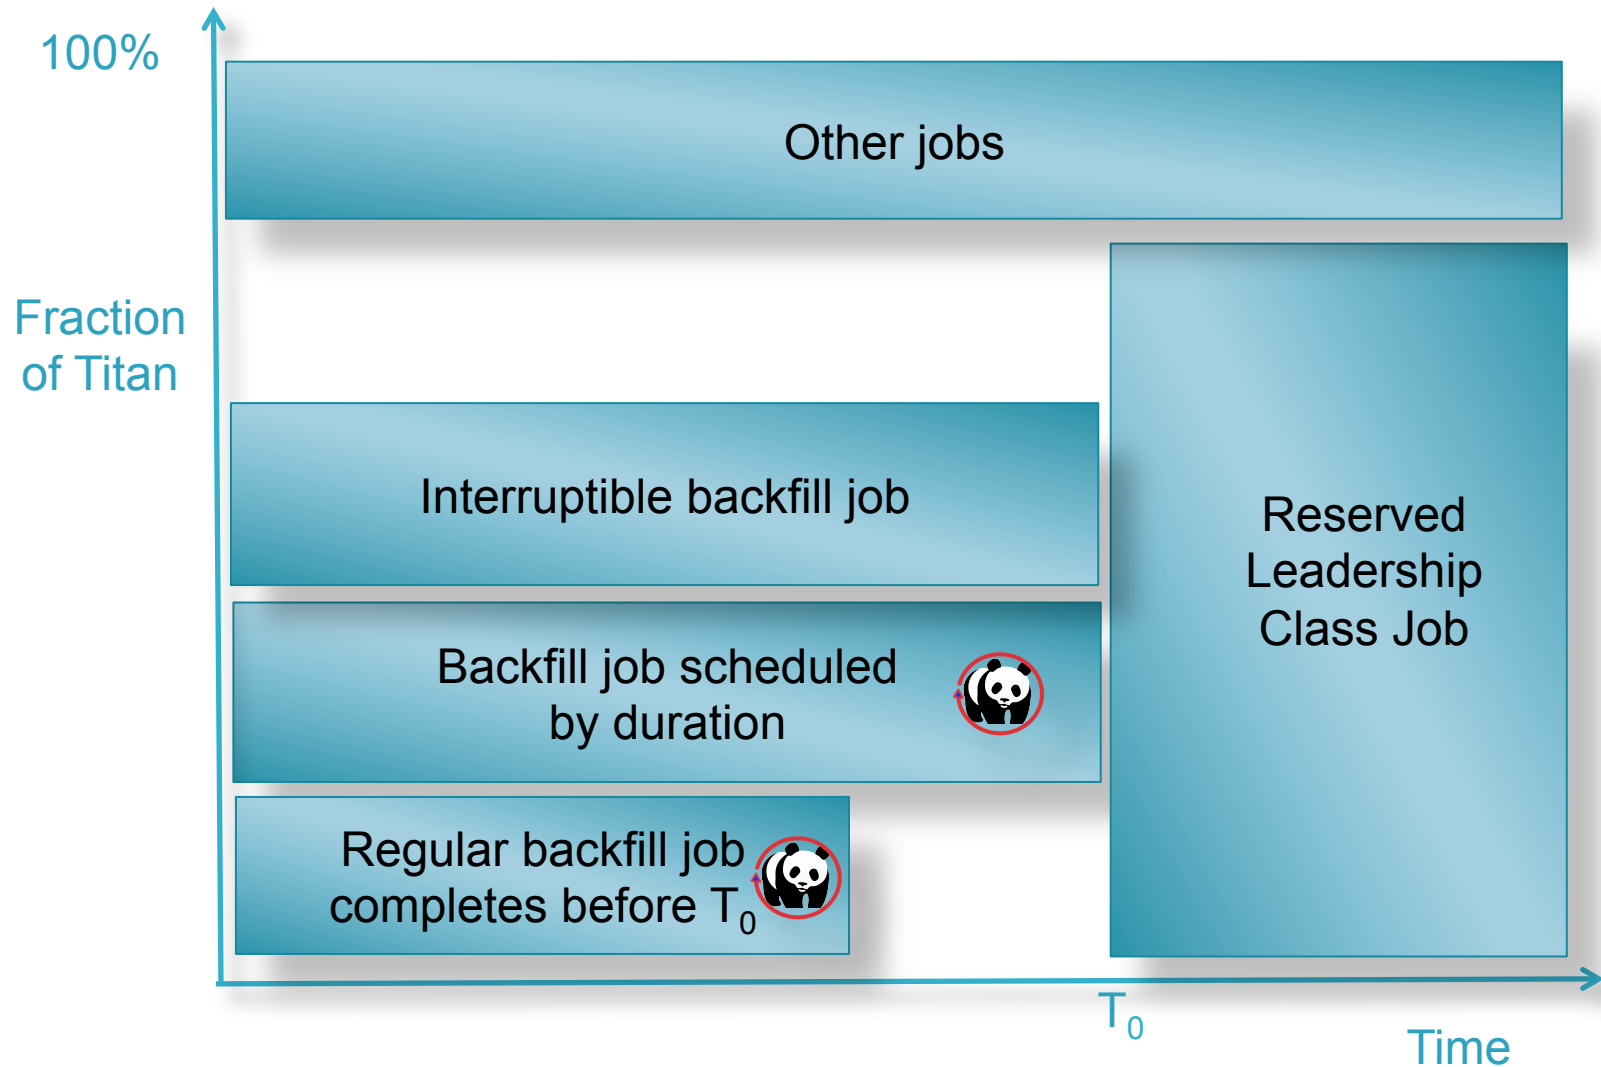 100%
Other jobs
Fraction
of Titan
Interruptible backfill job
Reserved
Leadership
Class Job
Backfill job scheduled
by duration
Regular backfill job
completes before T₀
T₀
Time